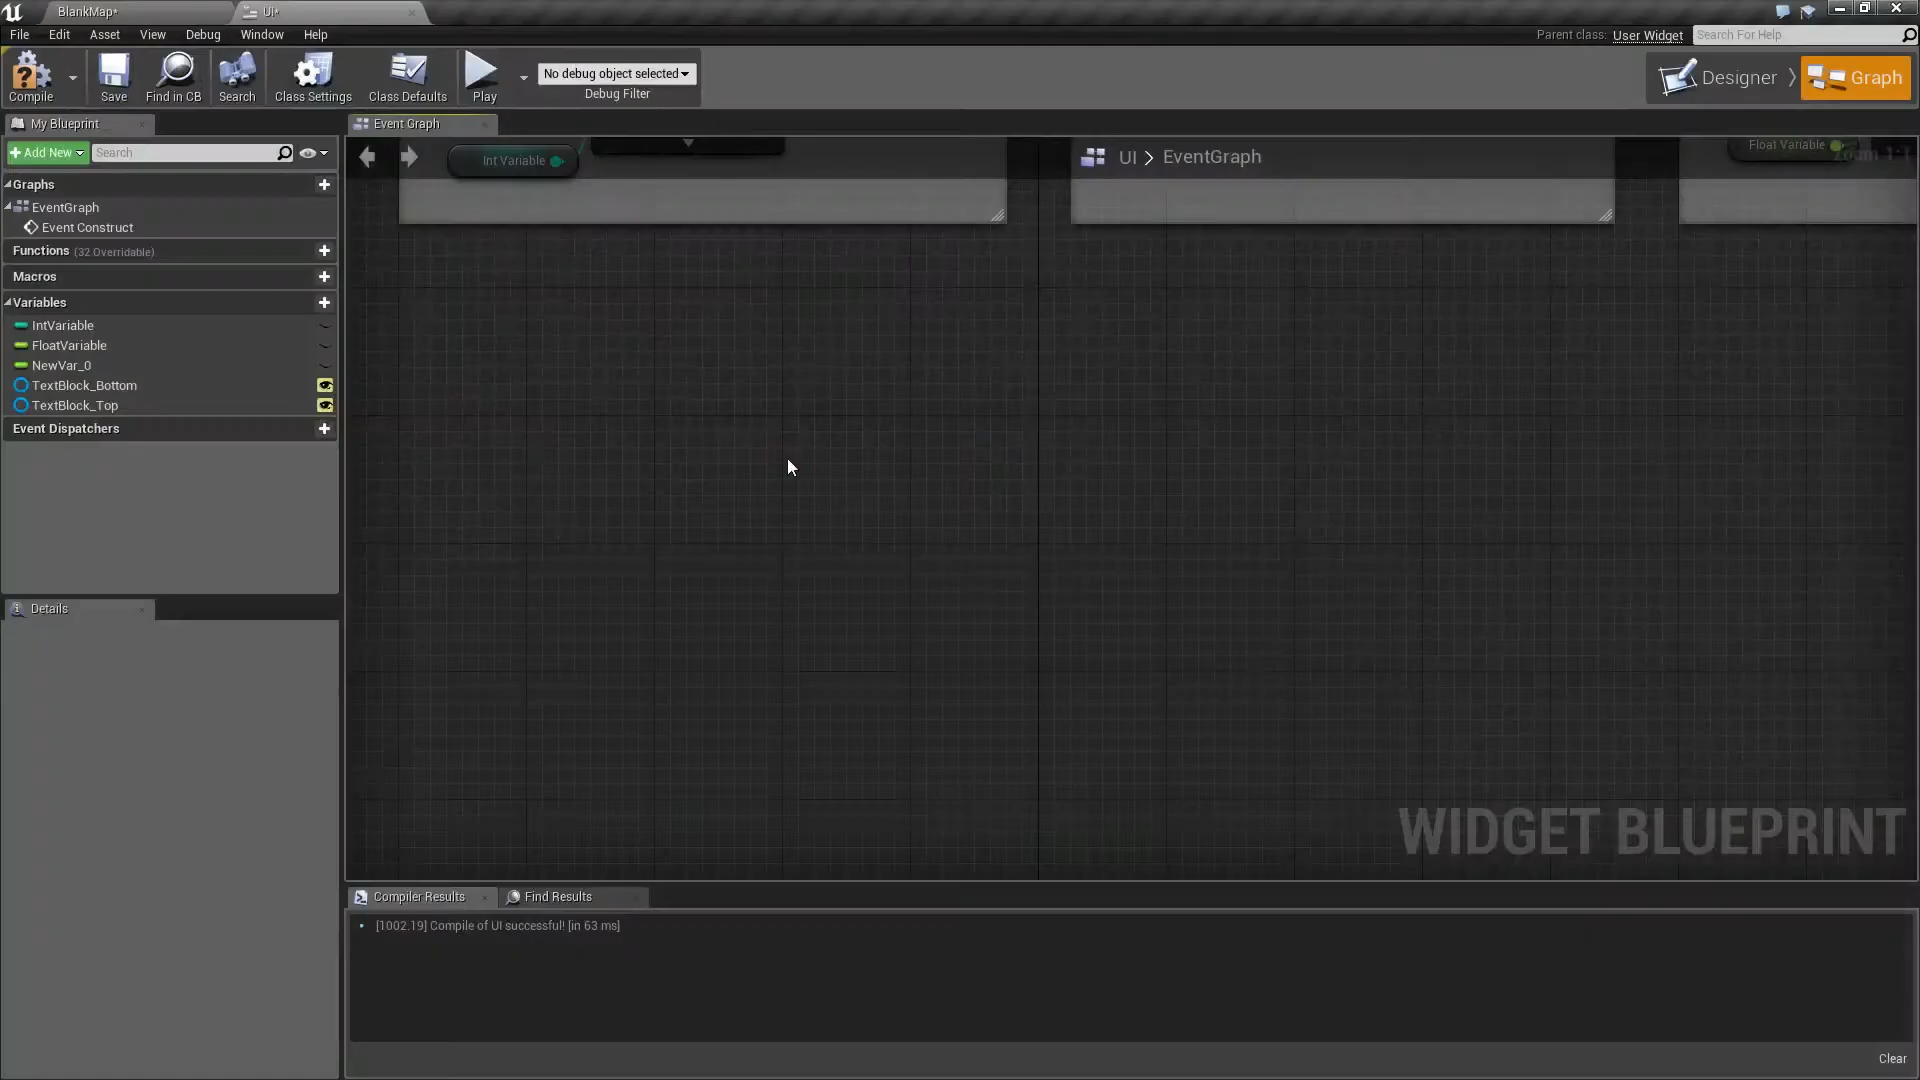 BlankMap*
UI*
File Edit Asset View Debug Window Help
Parent class: User Widget
Search For Help
Compile
Save
Find in CB
Search
Class Settings
Class Defaults
Play
No debug object selected
Debug Filter
Designer
Graph
My Blueprint
Event Graph
Add New
Search
Int Variable
UI > EventGraph
Float Variable
Zoom 1:1
Graphs
EventGraph
Event Construct
Functions (32 Overridable)
Macros
Variables
IntVariable
FloatVariable
NewVar_0
TextBlock_Bottom
TextBlock_Top
Event Dispatchers
Details
WIDGET BLUEPRINT
Compiler Results
Find Results
[1002.19] Compile of UI successful! [in 63 ms]
Clear